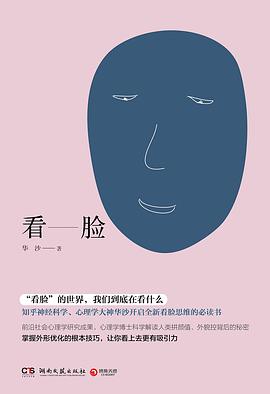 看——脸
华 沙——著
“看脸”的世界，我们到底在看什么
知乎神经科学、心理学大神华沙开启全新看脸思维的必读书
前沿社会心理学研究成果，心理学博士科学解读人类拼颜值、外貌控背后的秘密
掌握外形优化的根本技巧，让你看上去更有吸引力
湖南文艺出版社
博集天卷